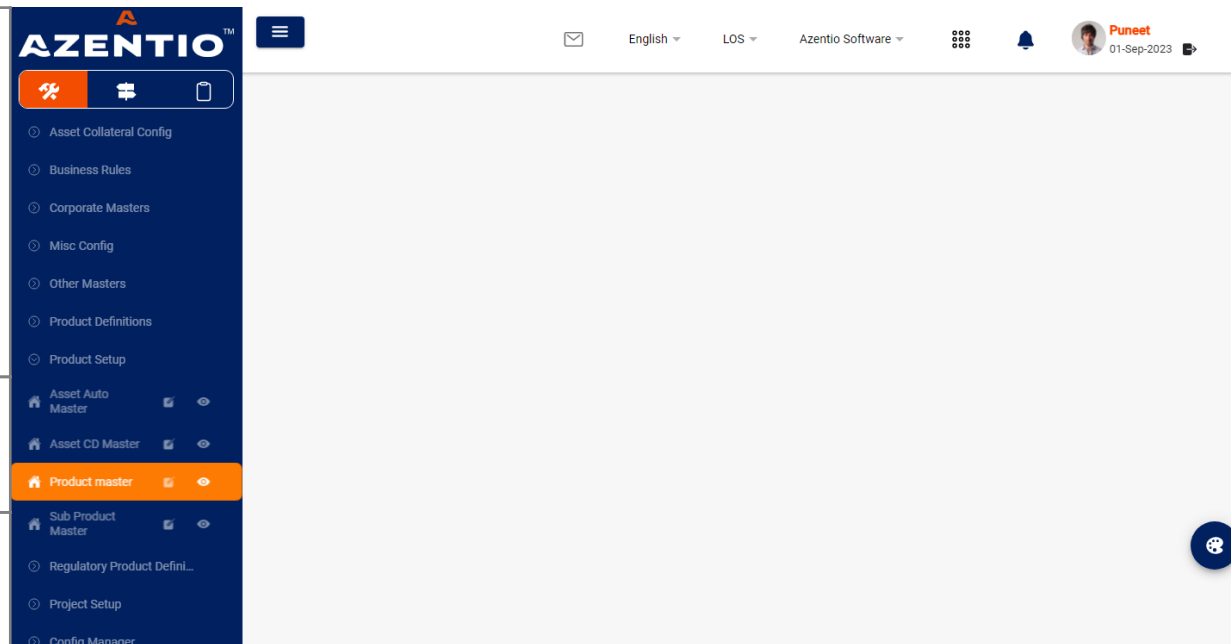 AZENTIO™
English
LOS
Azentio Software
Puneet
01-Sep-2023
Asset Collateral Config
Business Rules
Corporate Masters
Misc Config
Other Masters
Product Definitions
Product Setup
Asset Auto
Master
Asset CD Master
Product master
Sub Product
Master
Regulatory Product Defini...
Project Setup
Config Manager